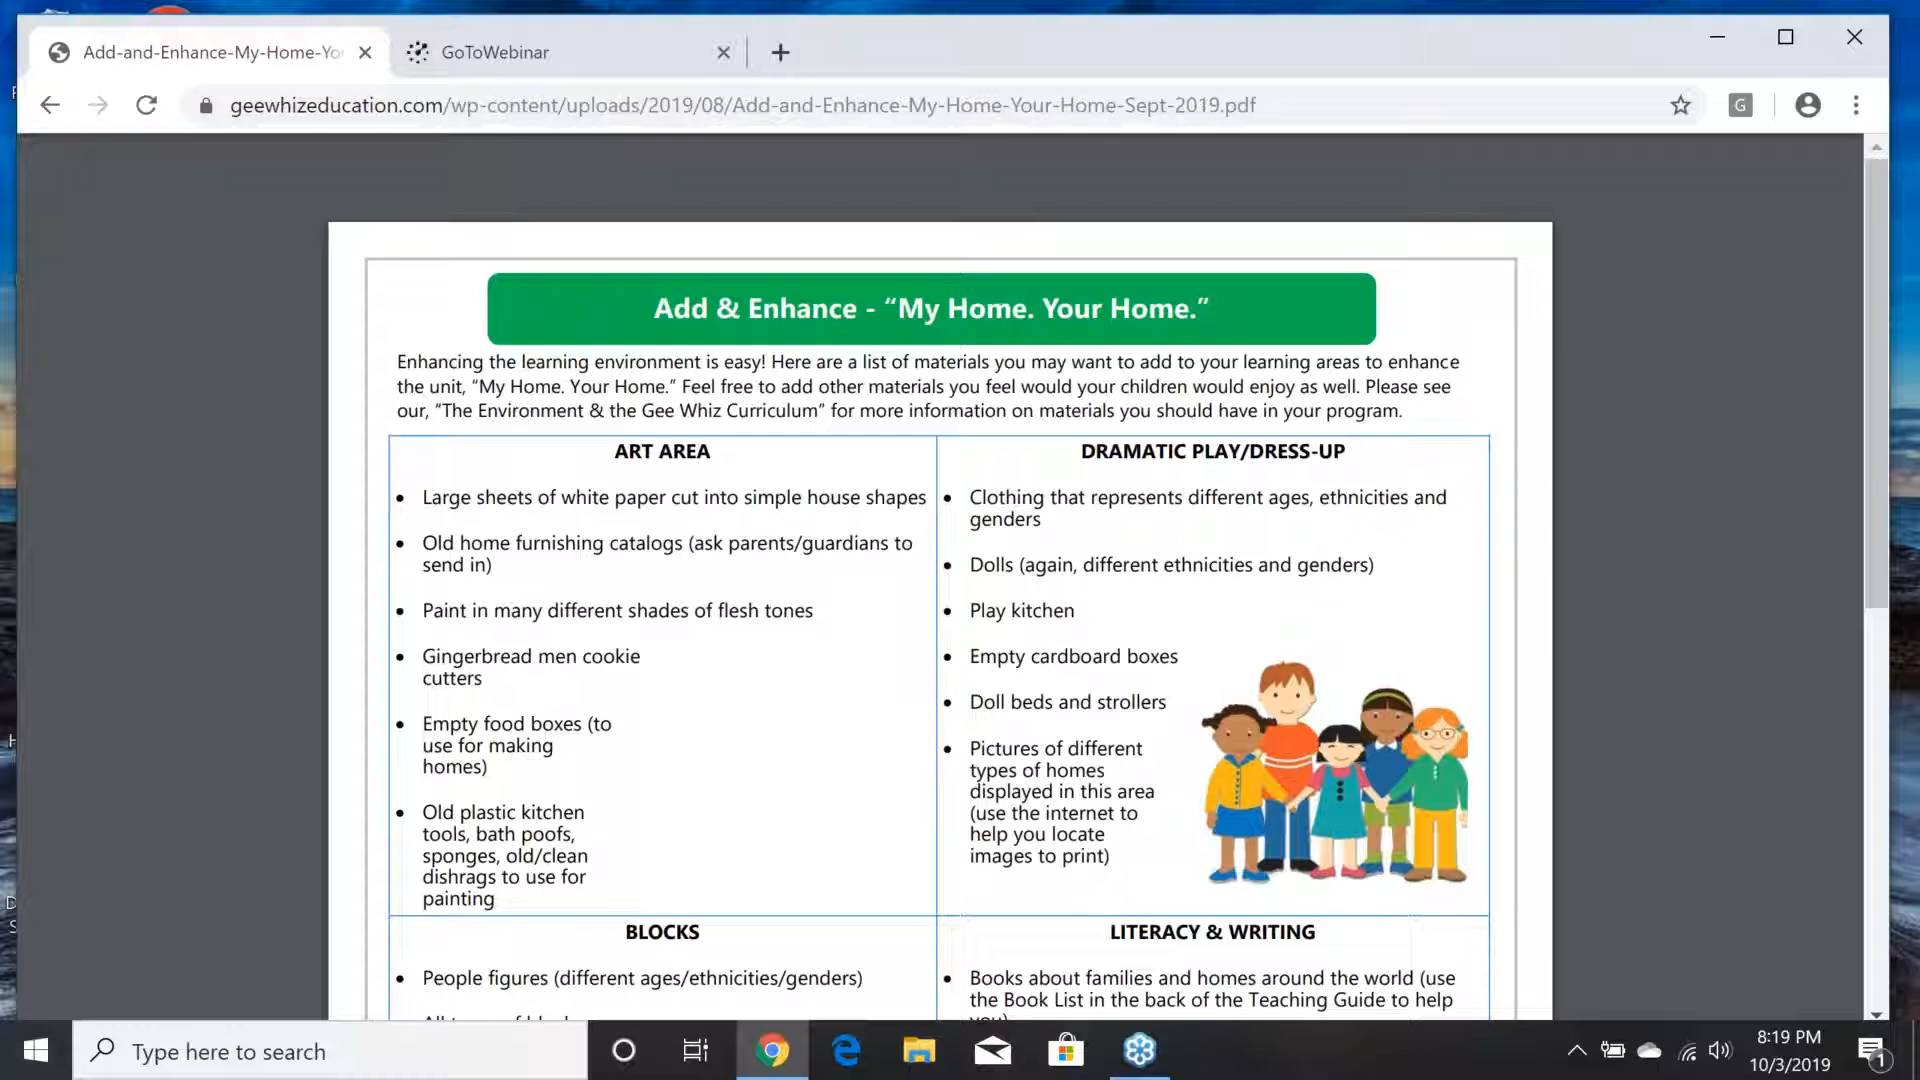 Add-and-Enhance-My-Home-Yo
GoToWebinar
geewhizeducation.com/wp-content/uploads/2019/08/Add-and-Enhance-My-Home-Your-Home-Sept-2019.pdf
G
Add & Enhance - “My Home. Your Home.”
Enhancing the learning environment is easy! Here are a list of materials you may want to add to your learning areas to enhance
the unit, “My Home. Your Home.” Feel free to add other materials you feel would your children would enjoy as well. Please see
our, “The Environment & the Gee Whiz Curriculum” for more information on materials you should have in your program.
ART AREA
• Large sheets of white paper cut into simple house shapes
• Old home furnishing catalogs (ask parents/guardians to
send in)
• Paint in many different shades of flesh tones
• Gingerbread men cookie
cutters
• Empty food boxes (to
use for making
homes)
• Old plastic kitchen
tools, bath poofs,
sponges, old/clean
dishrags to use for
painting
DRAMATIC PLAY/DRESS-UP
• Clothing that represents different ages, ethnicities and
genders
• Dolls (again, different ethnicities and genders)
• Play kitchen
• Empty cardboard boxes
• Doll beds and strollers
• Pictures of different
types of homes
displayed in this area
(use the internet to
help you locate
images to print)
BLOCKS
• People figures (different ages/ethnicities/genders)
LITERACY & WRITING
• Books about families and homes around the world (use
the Book List in the back of the Teaching Guide to help
you)
Type here to search
8:19 PM
10/3/2019
1